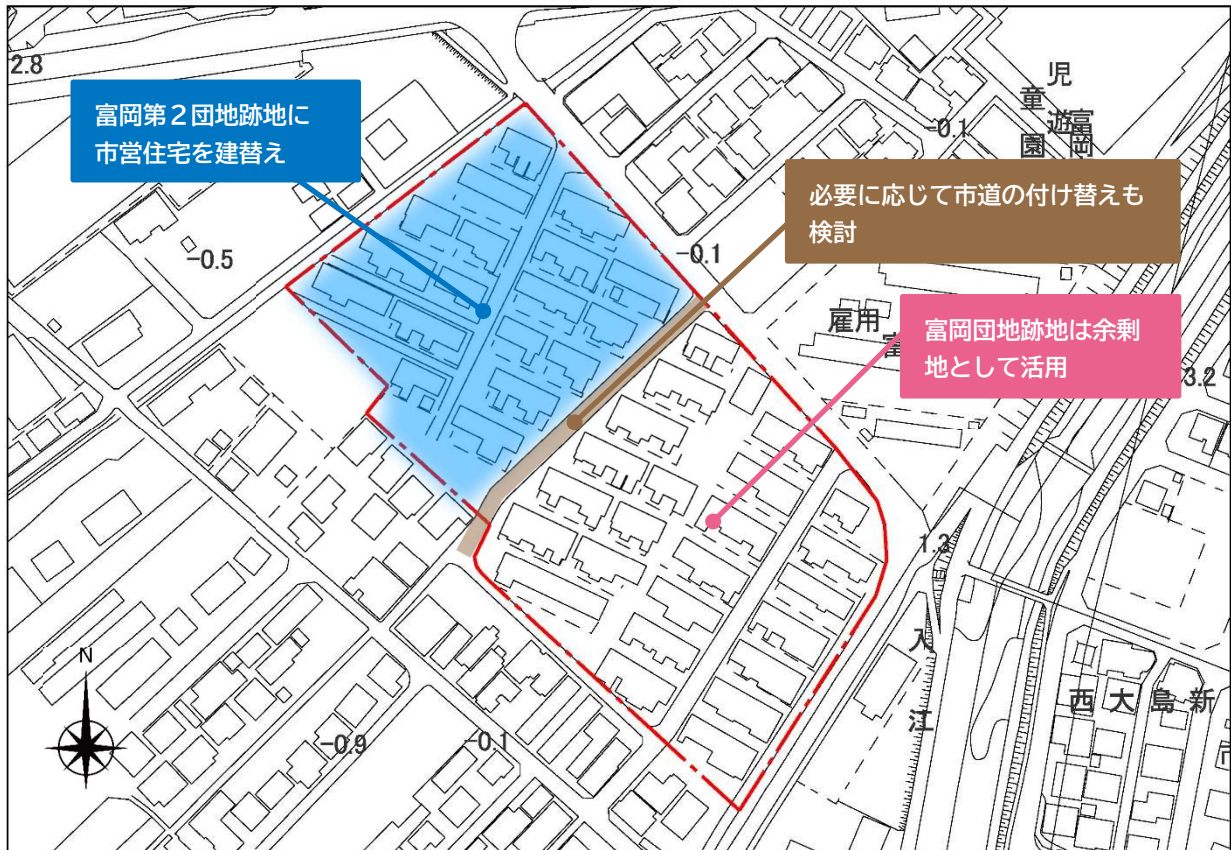 2.8
富岡第2団地跡地に
市営住宅を建替え
-0.5
児童遊園
富岡
-0.1
必要に応じて市道の付け替えも
検討
-0.1
雇用
富岡団地跡地は余剰
地として活用
3.2
1.3
入江
西大島新
N
-0.9
-0.1